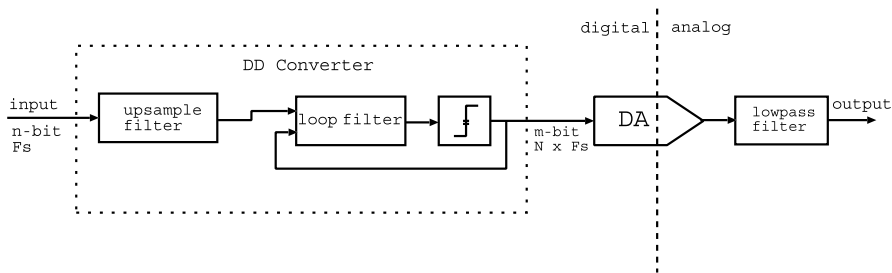 digital
analog
DD Converter
input
n-bit
Fs
upsample
filter
loop filter
m-bit
N x Fs
DA
lowpass
filter
output